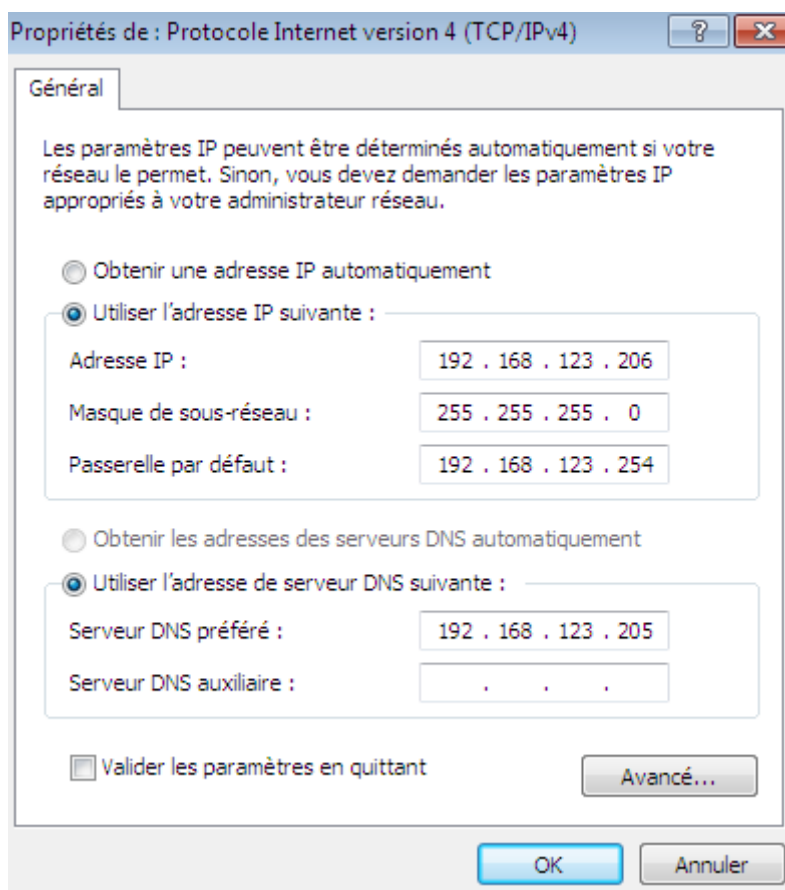 Propriétés de : Protocole Internet version 4 (TCP/IPv4)
Général
Les paramètres IP peuvent être déterminés automatiquement si votre
réseau le permet. Sinon, vous devez demander les paramètres IP
appropriés à votre administrateur réseau.
Obtenir une adresse IP automatiquement
Utiliser l'adresse IP suivante :
Adresse IP : 192 . 168 . 123 . 206
Masque de sous-réseau : 255 . 255 . 255 . 0
Passerelle par défaut : 192 . 168 . 123 . 254
Obtenir les adresses des serveurs DNS automatiquement
Utiliser l'adresse de serveur DNS suivante :
Serveur DNS préféré : 192 . 168 . 123 . 205
Serveur DNS auxiliaire : . . .
Valider les paramètres en quittant
Avancé...
OK Annuler